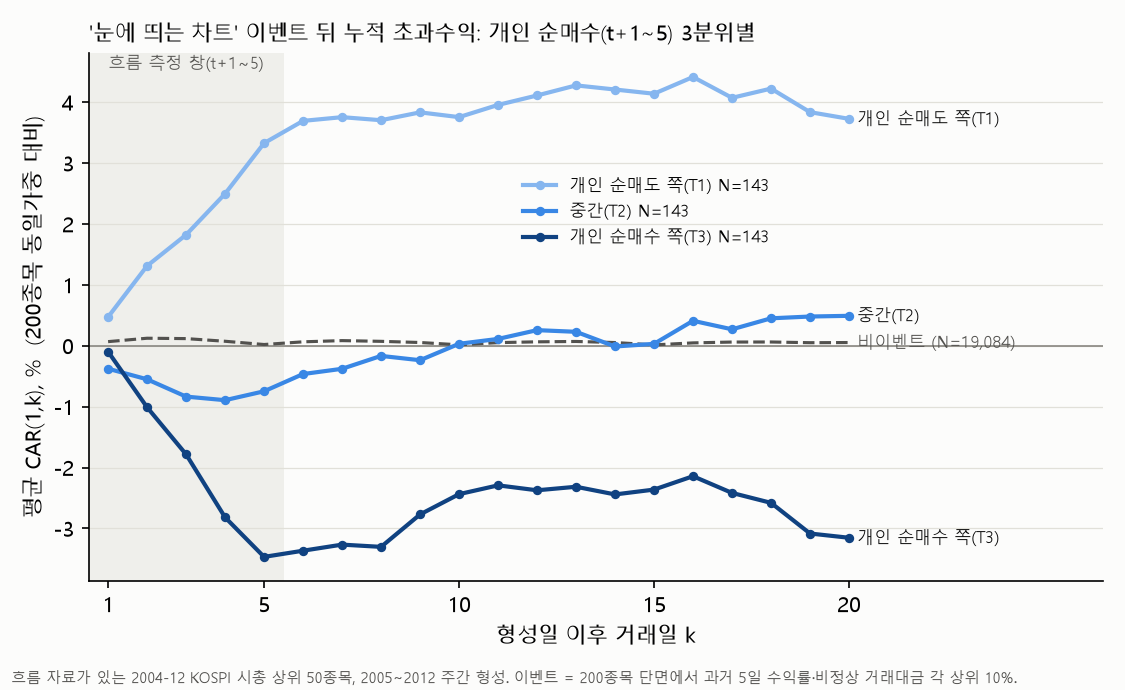 '눈에 띄는 차트' 이벤트 뒤 누적 초과수익: 개인 순매수(t+1~5) 3분위별
흐름 측정 창(t+1~5)
평균 CAR(1,k), % (200종목 동일가중 대비)
4
3
2
1
0
-1
-2
-3
개인 순매도 쪽(T1) N=143
중간(T2) N=143
개인 순매수 쪽(T3) N=143
개인 순매도 쪽(T1)
중간(T2)
비이벤트 (N=19,084)
개인 순매수 쪽(T3)
1 5 10 15 20
형성일 이후 거래일 k
흐름 자료가 있는 2004-12 KOSPI 시총 상위 50종목, 2005~2012 주간 형성. 이벤트 = 200종목 단면에서 과거 5일 수익률·비정상 거래대금 각 상위 10%.